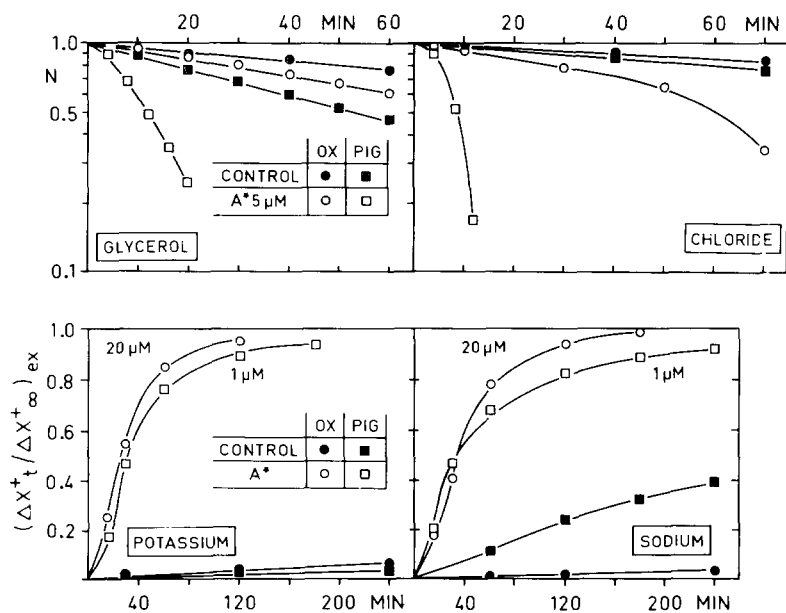 20 40 MIN 60 20 40 MIN 60
1.0
N
0.5
0.1
OX PIG
CONTROL
A* 5 µM
GLYCEROL
CHLORIDE
(ΔX⁺t / ΔX⁺∞) ex
1.0
0.8
0.6
0.4
0.2
20 µM
1 µM
20 µM
1 µM
OX PIG
CONTROL
A*
POTASSIUM
SODIUM
40 120 200 MIN 40 120 200 MIN